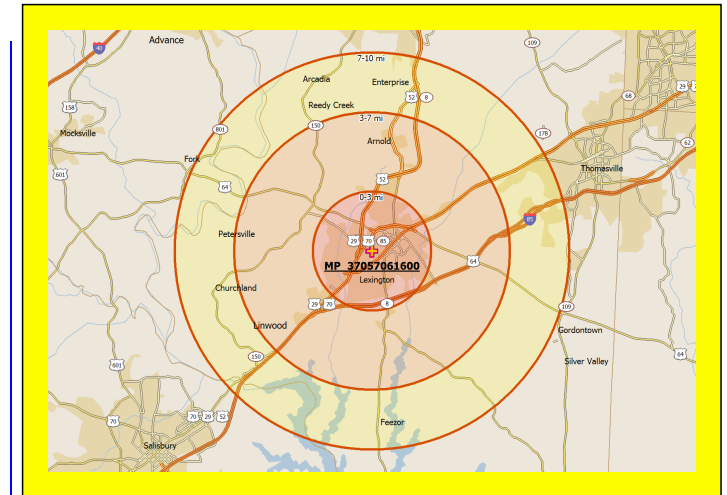 Advance
109
40
7-10 mi
Arcadia
Enterprise
29
52
8
68
158
Reedy Creek
3-7 mi
801
150
178
Mocksville
Arnold
62
601
Fork
Thomasville
64
52
0-3 mi
85
Petersville
29
70
85
64
MP_37057061600
Lexington
Churchland
29
70
8
109
Linwood
Gordontown
150
64
601
Silver Valley
70
70
29
52
Feezor
Salisbury